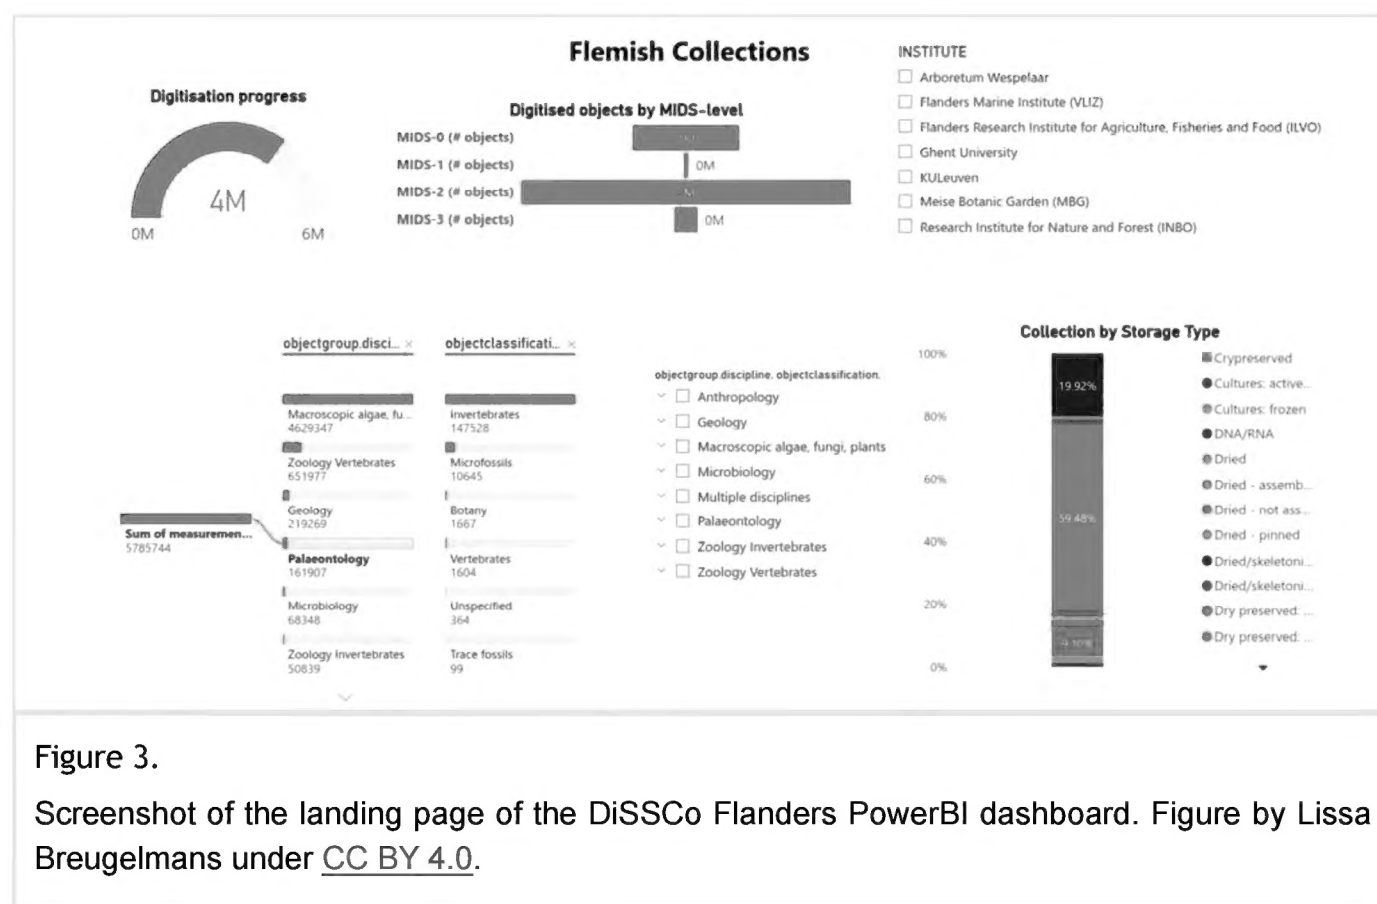 Flemish Collections
Digitisation progress
4M
0M
6M
Digitised objects by MIDS-level
MIDS-0 (# objects)
MIDS-1 (# objects)
0M
MIDS-2 (# objects)
MIDS-3 (# objects)
0M
INSTITUTE
Arboretum Wespelaar
Flanders Marine Institute (VLIZ)
Flanders Research Institute for Agriculture, Fisheries and Food (ILVO)
Ghent University
KULeuven
Meise Botanic Garden (MBG)
Research Institute for Nature and Forest (INBO)
Sum of measuremen...
5785744
objectgroup.disci... ×
Macroscopic algae, fu...
4629347
Zoology Vertebrates
651977
Geology
219269
Palaeontology
161907
Microbiology
68348
Zoology Invertebrates
50839
objectclassificati... ×
Invertebrates
147528
Microfossils
10645
Botany
1667
Vertebrates
1604
Unspecified
364
Trace fossils
99
objectgroup.discipline. objectclassification.
Anthropology
Geology
Macroscopic algae, fungi, plants
Microbiology
Multiple disciplines
Palaeontology
Zoology Invertebrates
Zoology Vertebrates
Collection by Storage Type
100%
80%
60%
40%
20%
0%
19.92%
59.48%
Crypreserved
Cultures: active...
Cultures: frozen
DNA/RNA
Dried
Dried - assemb...
Dried - not ass...
Dried - pinned
Dried/skeletoni...
Dried/skeletoni...
Dry preserved: ...
Dry preserved: ...
Figure 3.
Screenshot of the landing page of the DiSSCo Flanders PowerBI dashboard. Figure by Lissa
Breugelmans under CC BY 4.0.